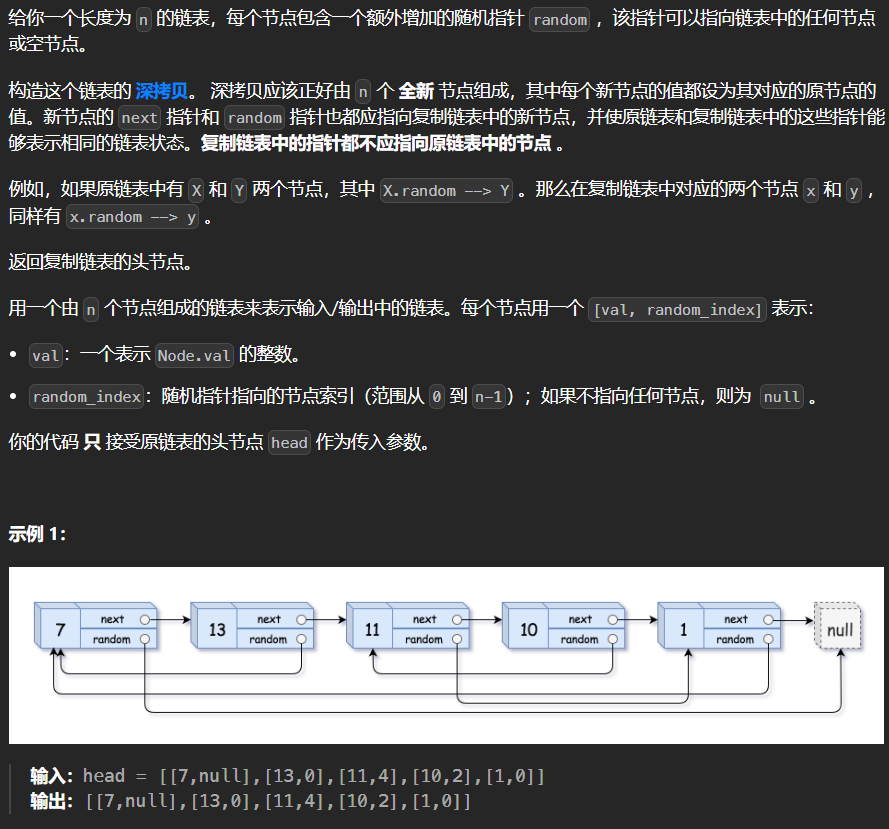 给你一个长度为 n 的链表，每个节点包含一个额外增加的随机指针 random ，该指针可以指向链表中的任何节点
或空节点。
构造这个链表的 深拷贝。 深拷贝应该正好由 n 个 全新 节点组成，其中每个新节点的值都设为其对应的原节点的
值。新节点的 next 指针和 random 指针也都应指向复制链表中的新节点，并使原链表和复制链表中的这些指针能
够表示相同的链表状态。复制链表中的指针都不应指向原链表中的节点 。
例如，如果原链表中有 X 和 Y 两个节点，其中 X.random --> Y 。那么在复制链表中对应的两个节点 x 和 y ，
同样有 x.random --> y 。
返回复制链表的头节点。
用一个由 n 个节点组成的链表来表示输入/输出中的链表。每个节点用一个 [val, random_index] 表示：
• val：一个表示 Node.val 的整数。
• random_index：随机指针指向的节点索引（范围从 0 到 n-1）；如果不指向任何节点，则为 null 。
你的代码 只 接受原链表的头节点 head 作为传入参数。
示例 1：
7 next random 13 next random 11 next random 10 next random 1 next random null
输入：head = [[7,null],[13,0],[11,4],[10,2],[1,0]]
输出：[[7,null],[13,0],[11,4],[10,2],[1,0]]